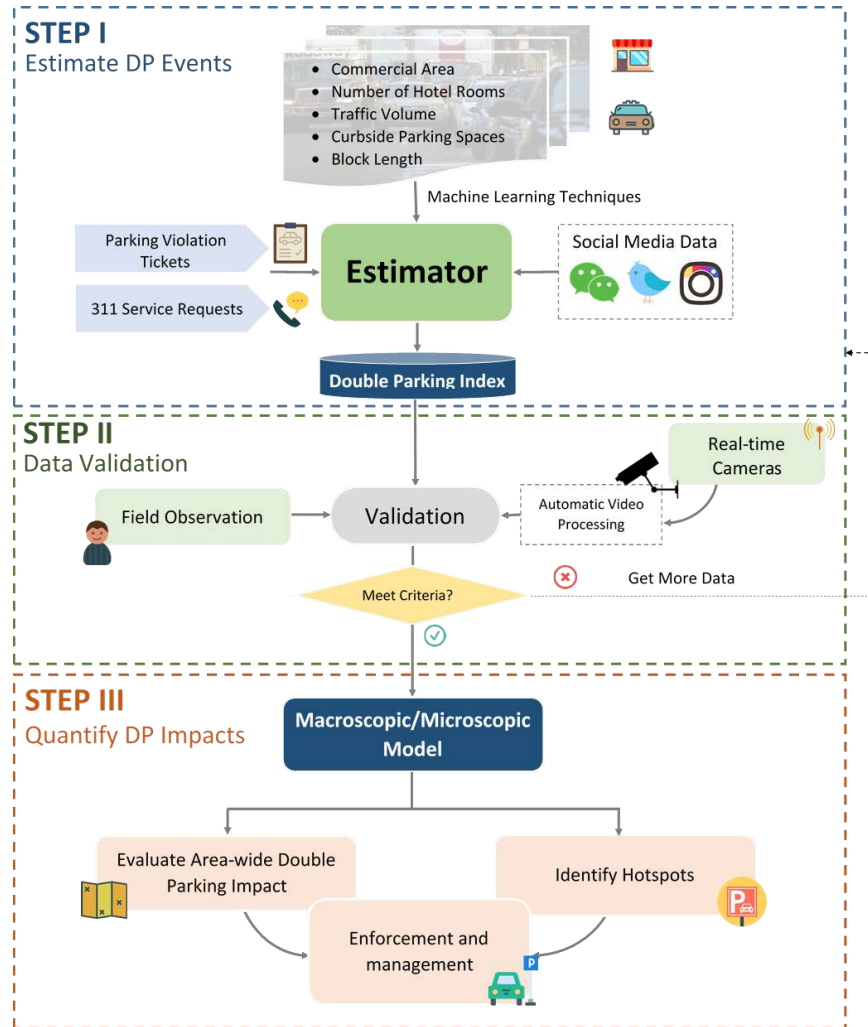 STEP I
Estimate DP Events
• Commercial Area
• Number of Hotel Rooms
• Traffic Volume
• Curbside Parking Spaces
• Block Length
Machine Learning Techniques
Parking Violation
Tickets
311 Service Requests
Estimator
Social Media Data
Double Parking Index
STEP II
Data Validation
Real-time
Cameras
Field Observation
Validation
Automatic Video
Processing
Meet Criteria?
Get More Data
STEP III
Quantify DP Impacts
Macroscopic/Microscopic
Model
Evaluate Area-wide Double
Parking Impact
Identify Hotspots
P
Enforcement and
management
P